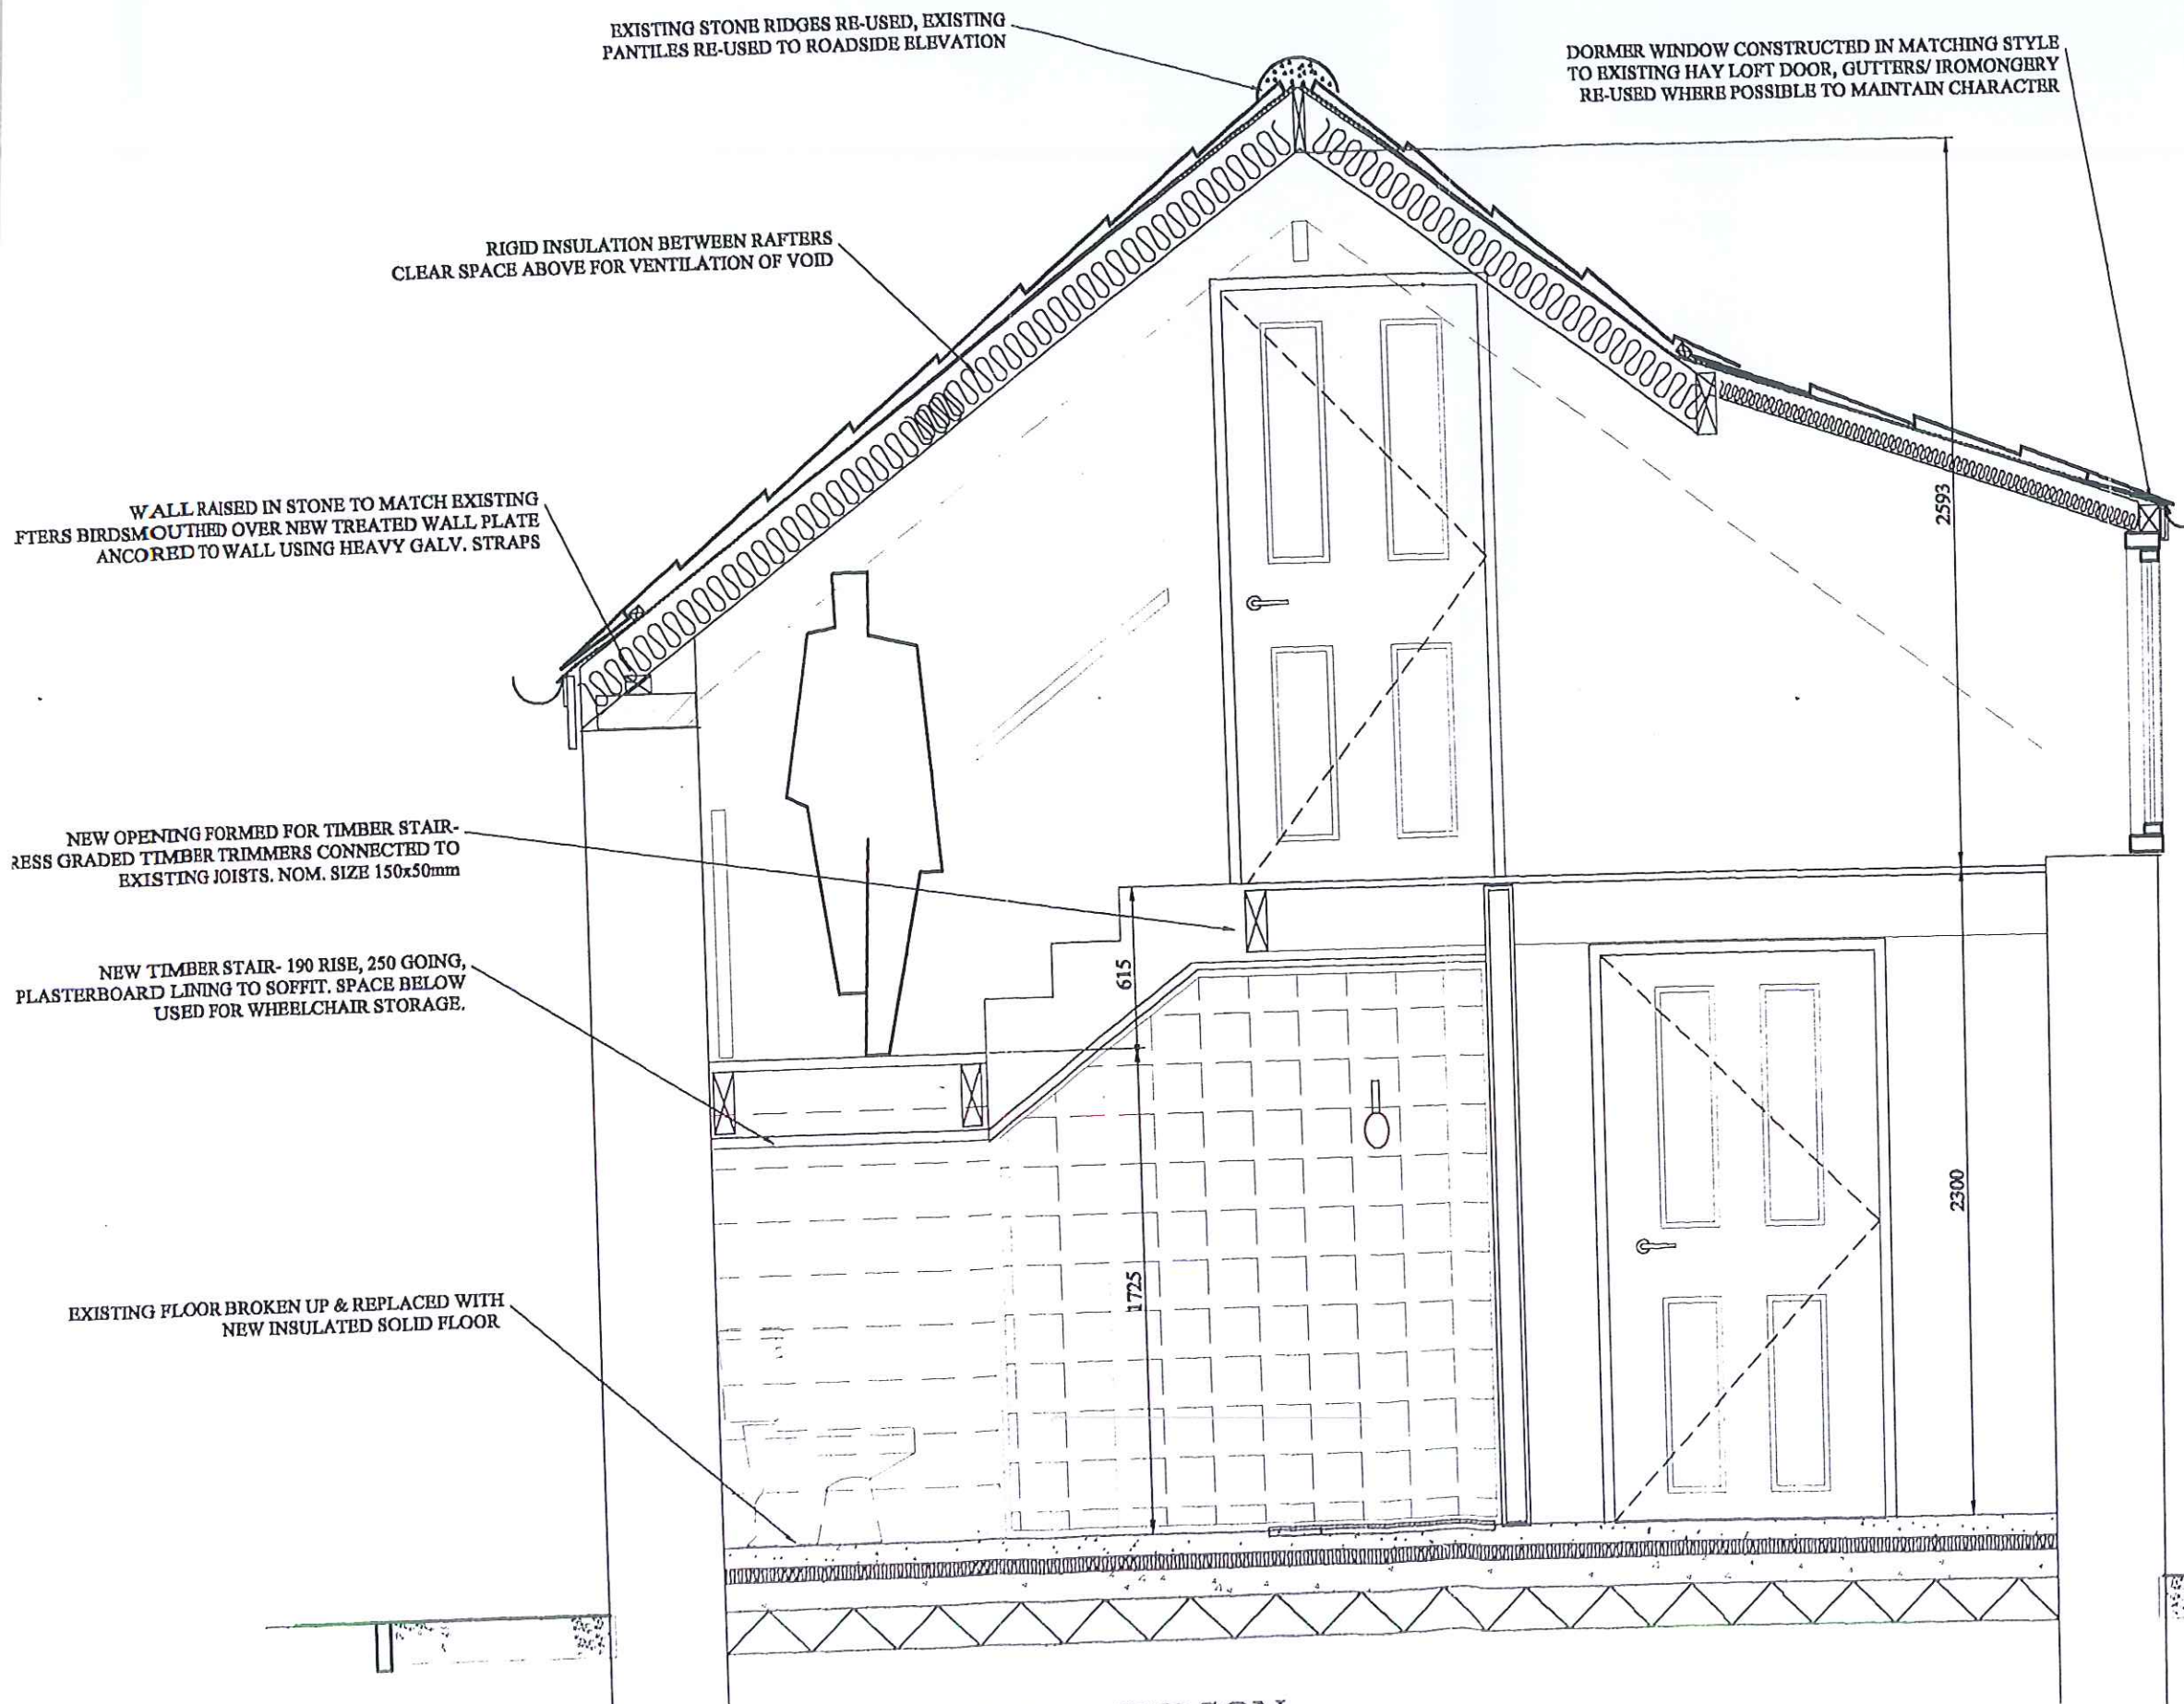 EXISTING STONE RIDGES RE-USED, EXISTING
PANTILES RE-USED TO ROADSIDE ELEVATION
DORMER WINDOW CONSTRUCTED IN MATCHING STYLE
TO EXISTING HAY LOFT DOOR, GUTTERS/ IROMONGERY
RE-USED WHERE POSSIBLE TO MAINTAIN CHARACTER
RIGID INSULATION BETWEEN RAFTERS
CLEAR SPACE ABOVE FOR VENTILATION OF VOID
WALL RAISED IN STONE TO MATCH EXISTING
FTERS BIRDSMOUTHED OVER NEW TREATED WALL PLATE
ANCORED TO WALL USING HEAVY GALV. STRAPS
2593
NEW OPENING FORMED FOR TIMBER STAIR-
RESS GRADED TIMBER TRIMMERS CONNECTED TO
EXISTING JOISTS. NOM. SIZE 150x50mm
NEW TIMBER STAIR- 190 RISE, 250 GOING,
PLASTERBOARD LINING TO SOFFIT. SPACE BELOW
USED FOR WHEELCHAIR STORAGE.
615
2300
1725
EXISTING FLOOR BROKEN UP & REPLACED WITH
NEW INSULATED SOLID FLOOR